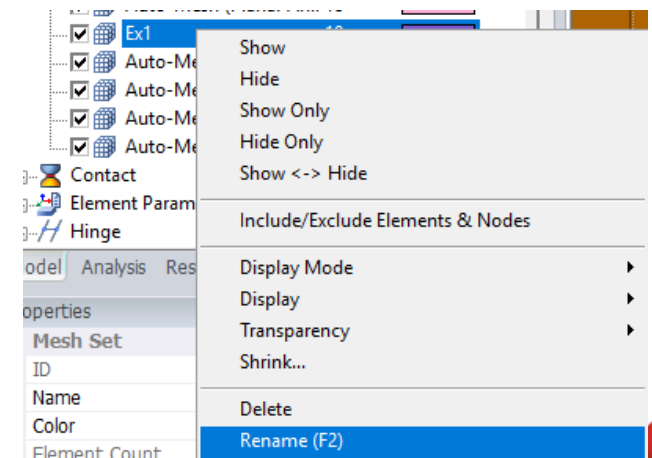 Ex1
Show
Auto-Me
Hide
Auto-Me
Show Only
Auto-Me
Hide Only
Auto-Me
Show <-> Hide
Contact
Element Param
Include/Exclude Elements & Nodes
Hinge
odel Analysis Res
Display Mode
Display
operties
Transparency
Mesh Set
Shrink...
ID
Name
Delete
Color
Rename (F2)
Element Count